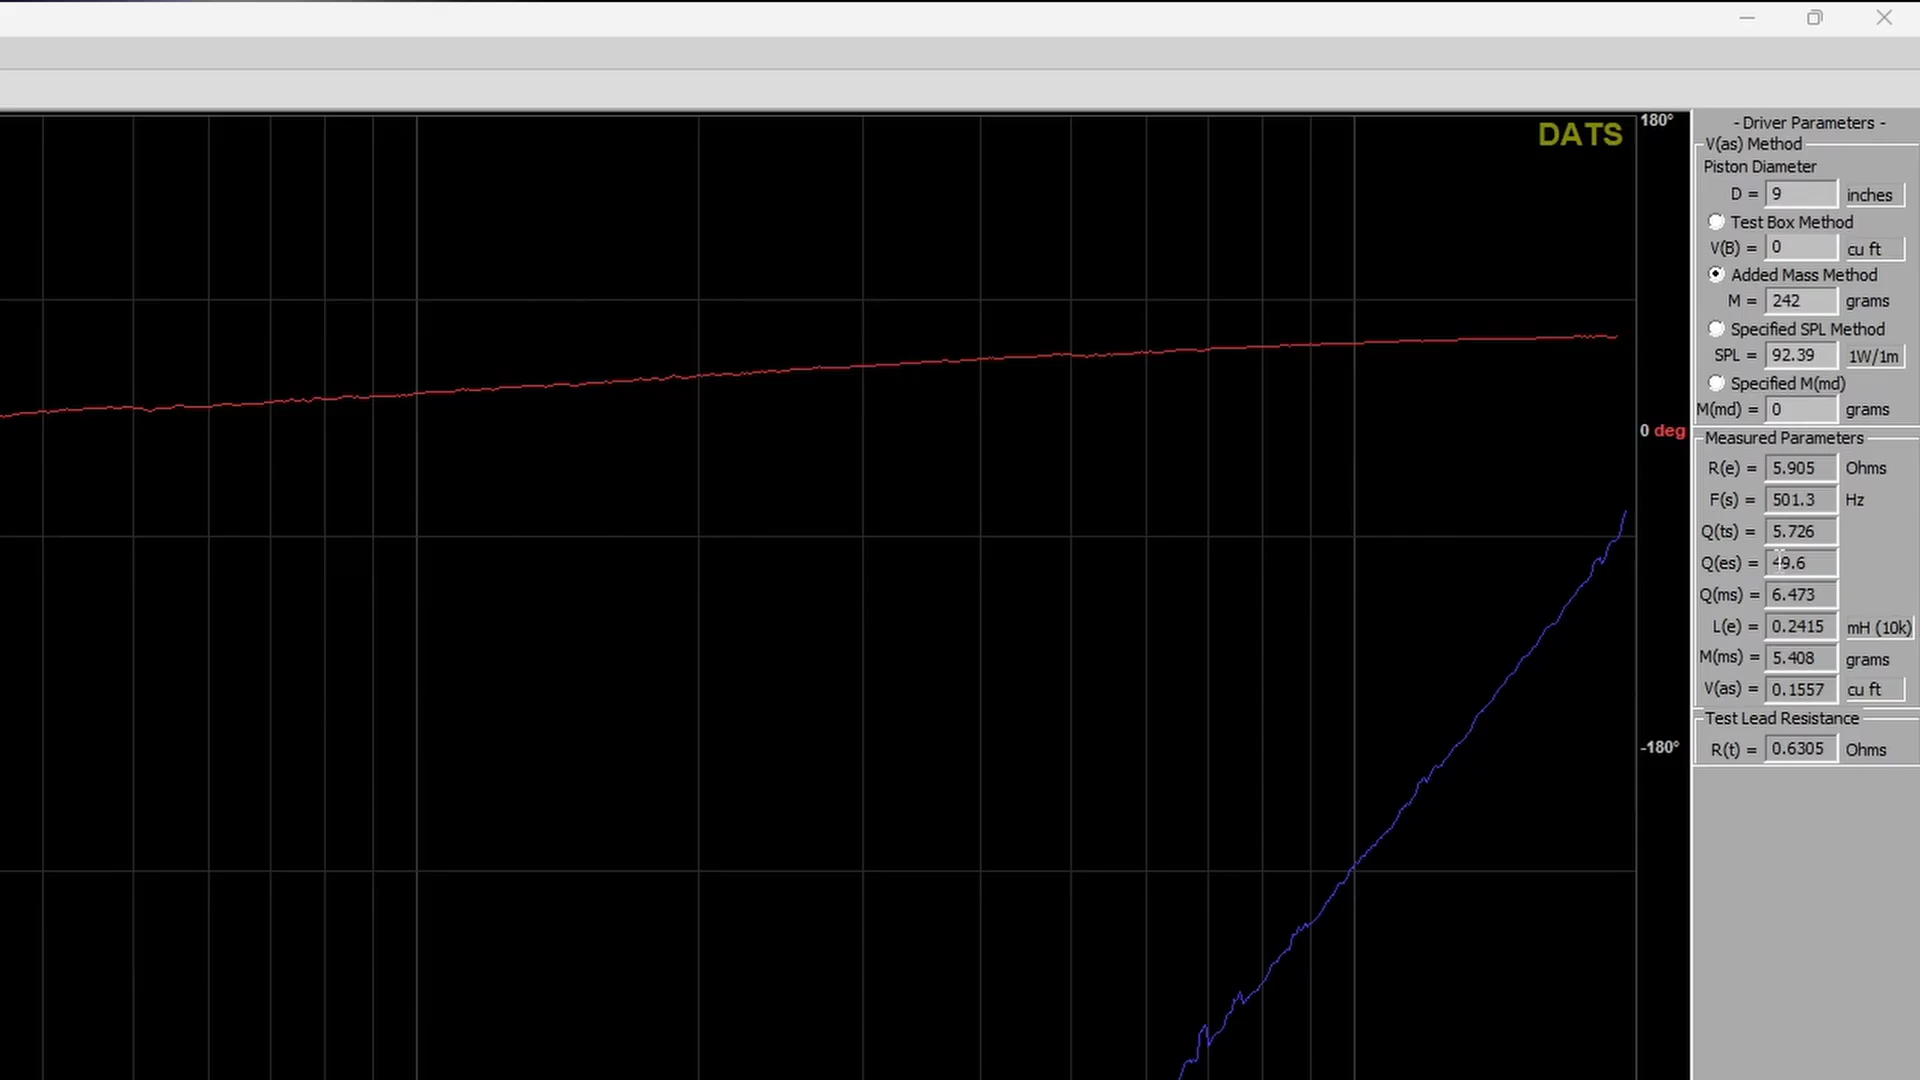 DATS
180°
0 deg
-180°
- Driver Parameters -
V(as) Method
Piston Diameter
D = 9 inches
Test Box Method
V(B) = 0 cu ft
Added Mass Method
M = 242 grams
Specified SPL Method
SPL = 92.39 1W/1m
Specified M(md)
M(md) = 0 grams
Measured Parameters
R(e) = 5.905 Ohms
F(s) = 501.3 Hz
Q(ts) = 5.726
Q(es) = 49.6
Q(ms) = 6.473
L(e) = 0.2415 mH (10k)
M(ms) = 5.408 grams
V(as) = 0.1557 cu ft
Test Lead Resistance
R(t) = 0.6305 Ohms